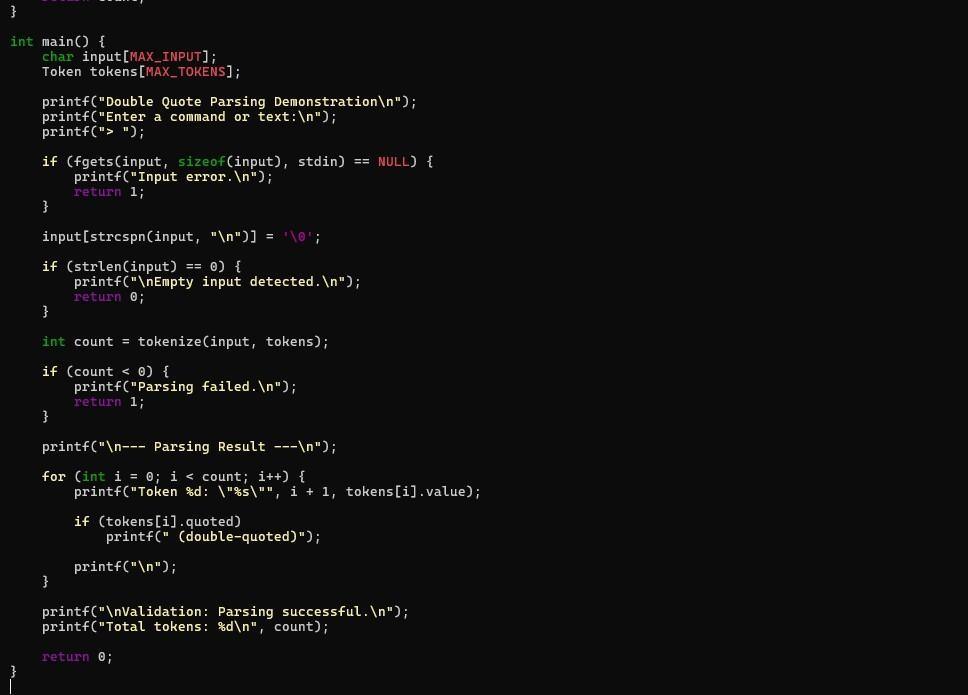 }
int main() {
    char input[MAX_INPUT];
    Token tokens[MAX_TOKENS];

    printf("Double Quote Parsing Demonstration\n");
    printf("Enter a command or text:\n");
    printf("> ");

    if (fgets(input, sizeof(input), stdin) == NULL) {
        printf("Input error.\n");
        return 1;
    }

    input[strcspn(input, "\n")] = '\0';

    if (strlen(input) == 0) {
        printf("\nEmpty input detected.\n");
        return 0;
    }

    int count = tokenize(input, tokens);

    if (count < 0) {
        printf("Parsing failed.\n");
        return 1;
    }

    printf("\n--- Parsing Result ---\n");

    for (int i = 0; i < count; i++) {
        printf("Token %d: \"%s\"", i + 1, tokens[i].value);

        if (tokens[i].quoted)
            printf(" (double-quoted)");

        printf("\n");
    }

    printf("\nValidation: Parsing successful.\n");
    printf("Total tokens: %d\n", count);

    return 0;
}